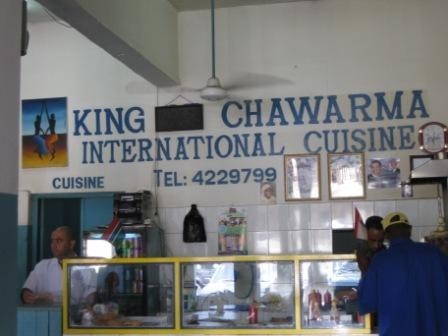 KING CHAWARMA
INTERNATIONAL CUISINE
CUISINE
TEL: 4229799